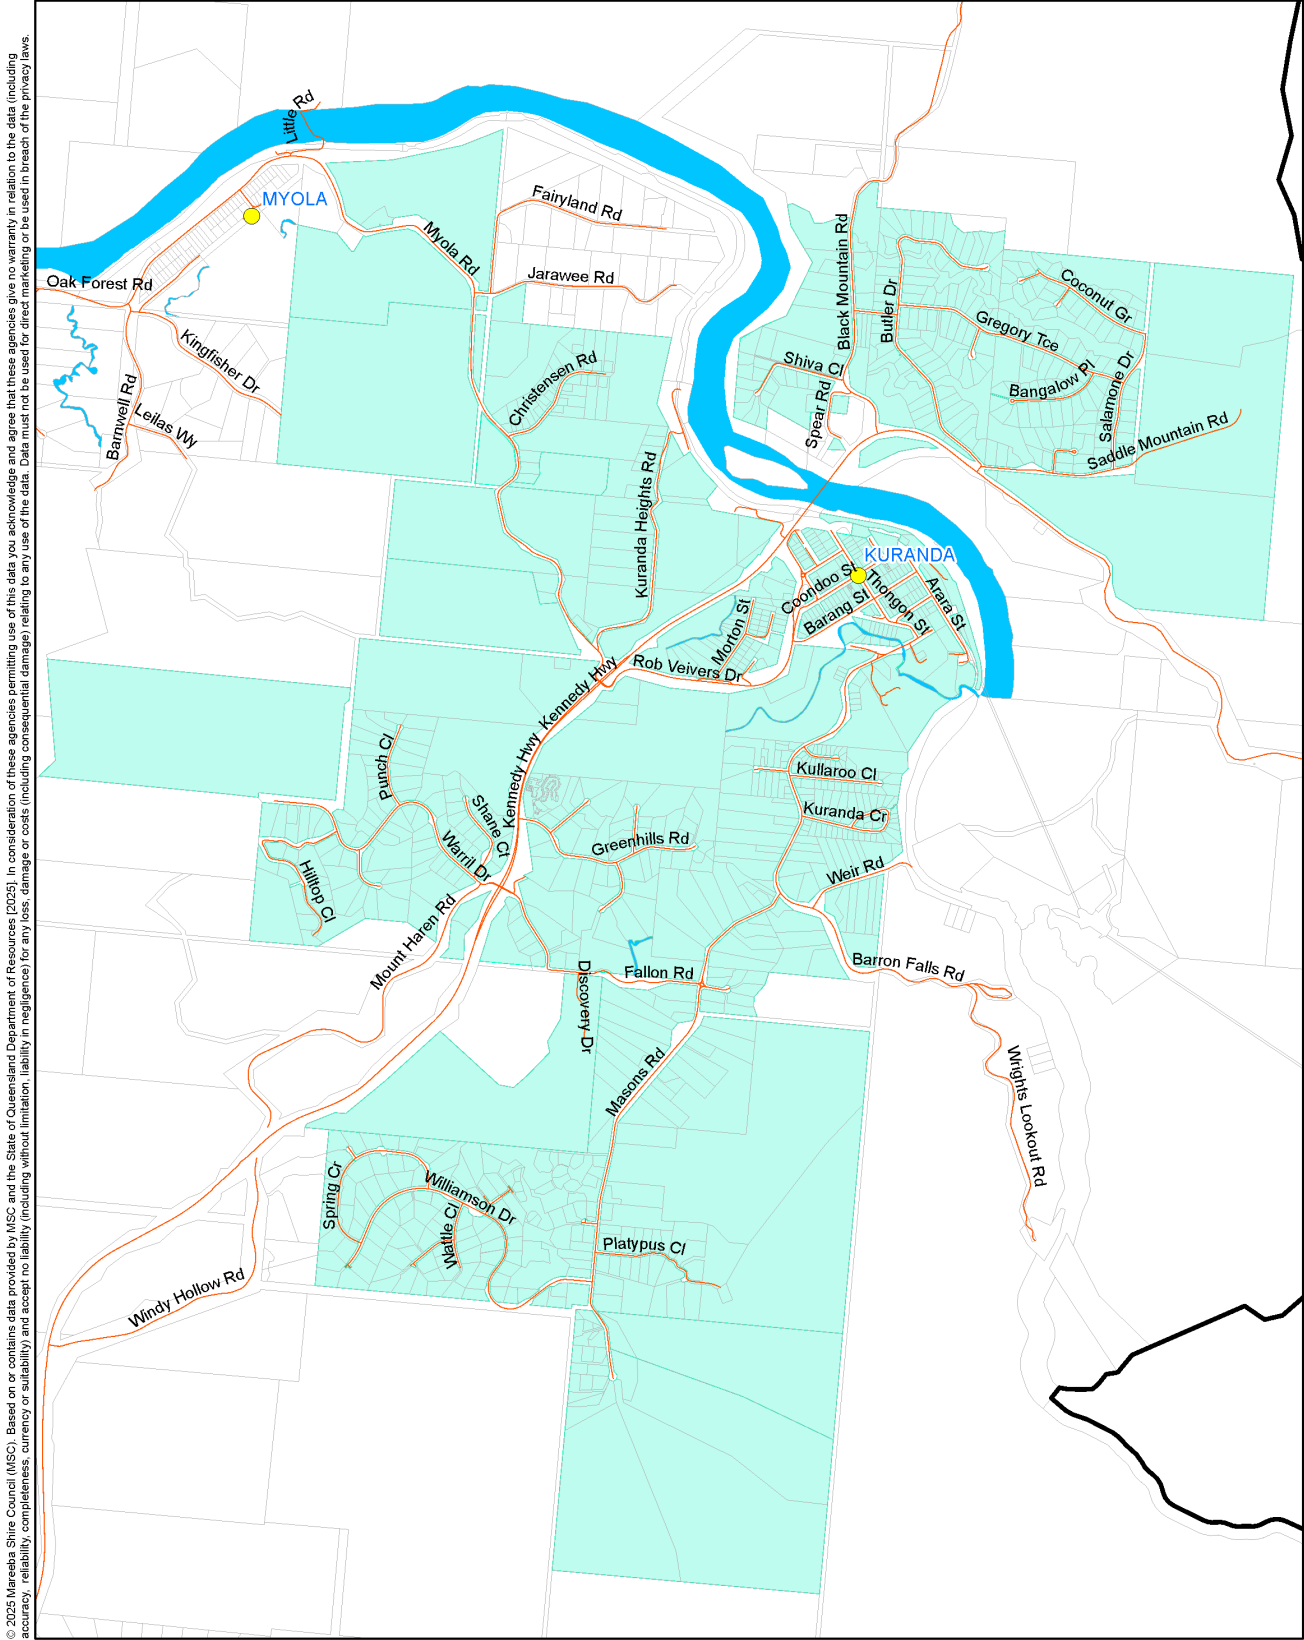 © 2025 Mareeba Shire Council (MSC). Based on or contains data provided by MSC and the State of Queensland Department of Resources [2025]. In consideration of these agencies permitting use of this data you acknowledge and agree that these agencies give no warranty in relation to the data (including
accuracy, reliability, completeness, currency or suitability) and accept no liability (including without limitation, liability in negligence) for any loss, damage or costs (including consequential damage) relating to any use of the data. Data must not be used for direct marketing or be used in breach of the privacy laws.
Little Rd
MYOLA
Fairyland Rd
Myola Rd
Jarawee Rd
Oak Forest Rd
Black Mountain Rd
Butler Dr
Coconut Gr
Gregory Tce
Kingfisher Dr
Shiva Cl
Christensen Rd
Bangalow Pl
Salamone Dr
Barnwell Rd
Leilas Wy
Spear Rd
Saddle Mountain Rd
Kuranda Heights Rd
KURANDA
Coondoo St
Thongon St
Arara St
Barang St
Morton St
Rob Veivers Dr
Kennedy Hwy
Kennedy Hwy
Punch Cl
Kullaroo Cl
Shane Ct
Kuranda Cr
Greenhills Rd
Warril Dr
Weir Rd
Hilltop Cl
Mount Haren Rd
Barron Falls Rd
Fallon Rd
Discovery Dr
Masons Rd
Wrights Lookout Rd
Spring Cr
Williamson Dr
Wattle Cl
Platypus Cl
Windy Hollow Rd